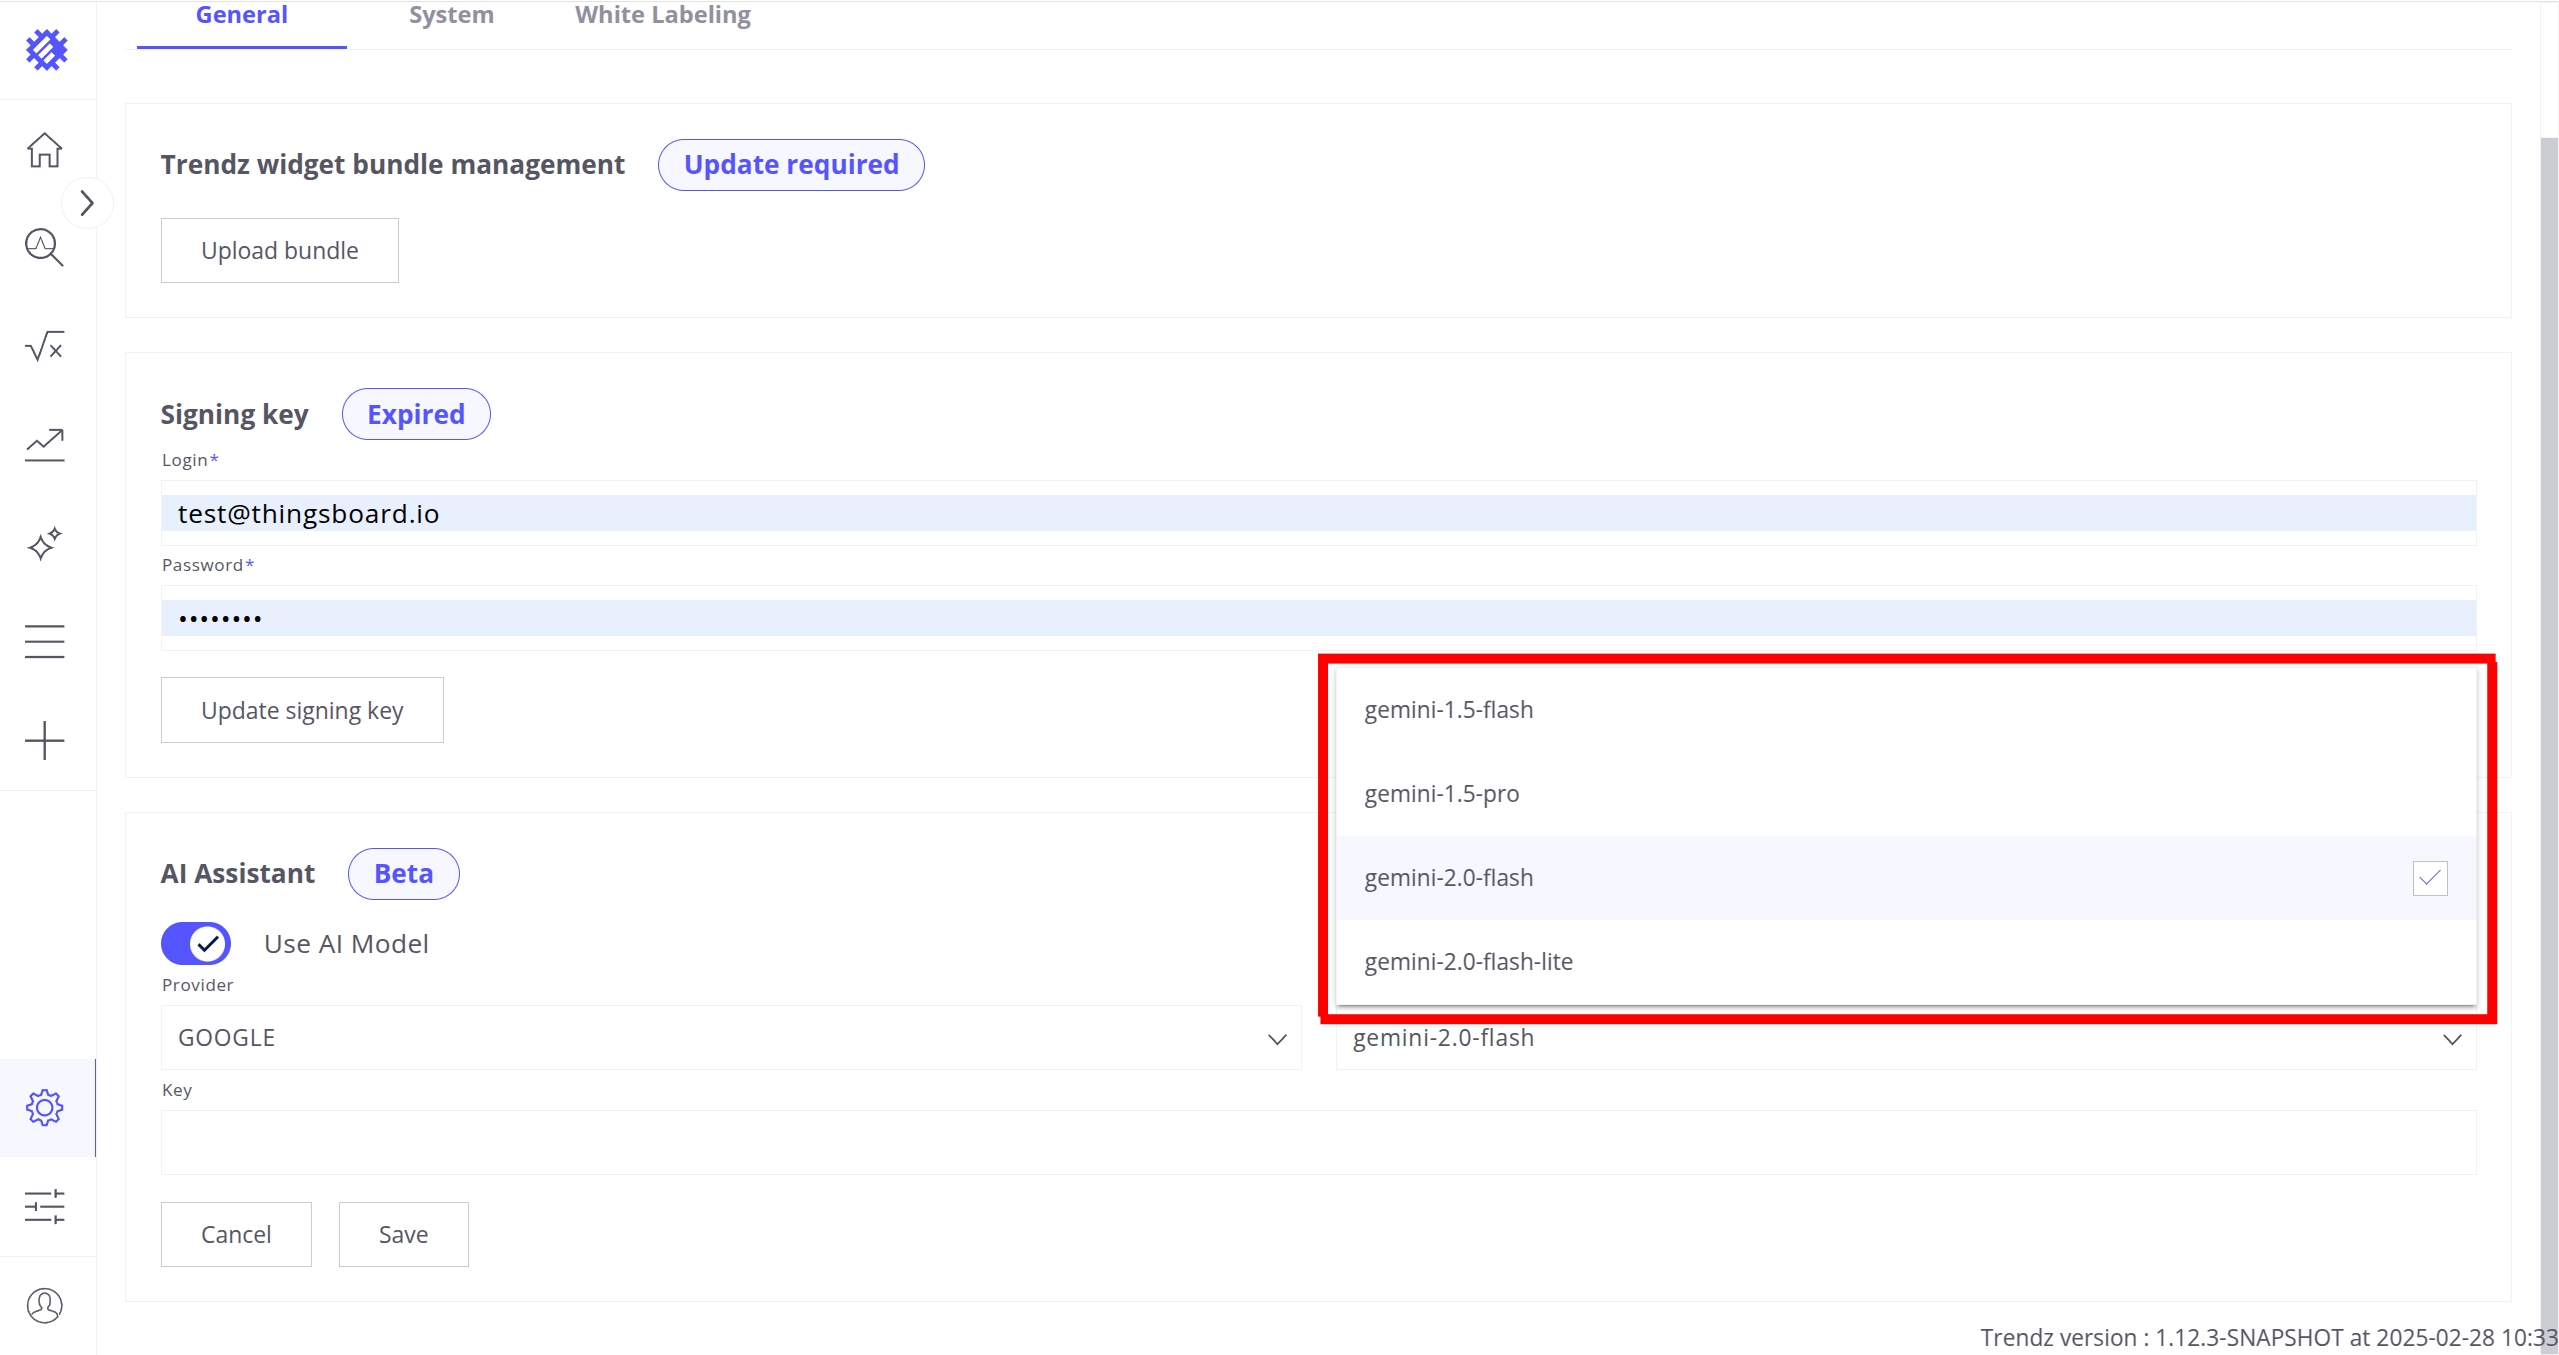 General System White Labeling
Trendz widget bundle management Update required
Upload bundle
Signing key Expired
Login*
test@thingsboard.io
Password*
••••••••
Update signing key
gemini-1.5-flash
gemini-1.5-pro
gemini-2.0-flash
gemini-2.0-flash-lite
AI Assistant Beta
Use AI Model
Provider
GOOGLE
gemini-2.0-flash
Key
Cancel Save
Trendz version : 1.12.3-SNAPSHOT at 2025-02-28 10:33